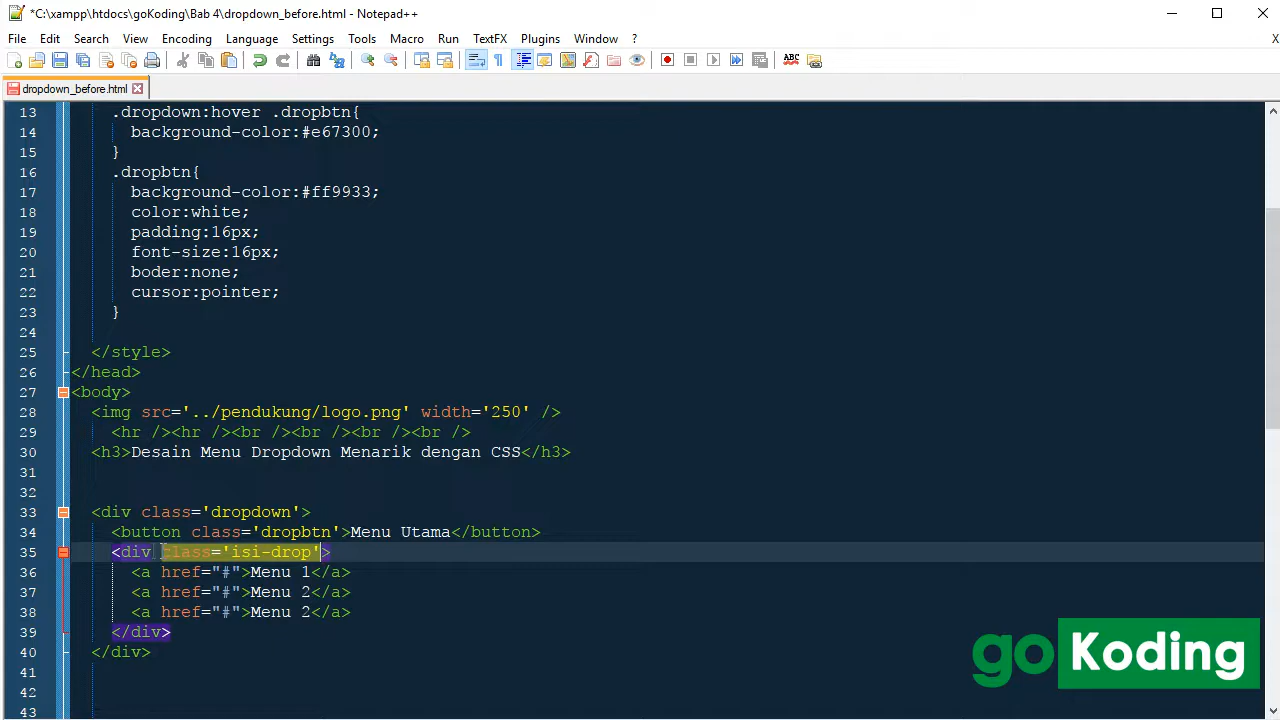 *C:\xampp\htdocs\goKoding\Bab 4\dropdown_before.html - Notepad++
File Edit Search View Encoding Language Settings Tools Macro Run TextFX Plugins Window ? X
ABC
dropdown_before.html
13 .dropdown:hover .dropbtn{
14 background-color:#e67300;
15 }
16 .dropbtn{
17 background-color:#ff9933;
18 color:white;
19 padding:16px;
20 font-size:16px;
21 boder:none;
22 cursor:pointer;
23 }
24
25 </style>
26 </head>
27 <body>
28 <img src='../pendukung/logo.png' width='250' />
29 <hr /><hr /><br /><br /><br /><br />
30 <h3>Desain Menu Dropdown Menarik dengan CSS</h3>
31
32
33 <div class='dropdown'>
34 <button class='dropbtn'>Menu Utama</button>
35 <div class='isi-drop'>
36 <a href="#">Menu 1</a>
37 <a href="#">Menu 2</a>
38 <a href="#">Menu 2</a>
39 </div>
40 </div>
41
42
43
go Koding